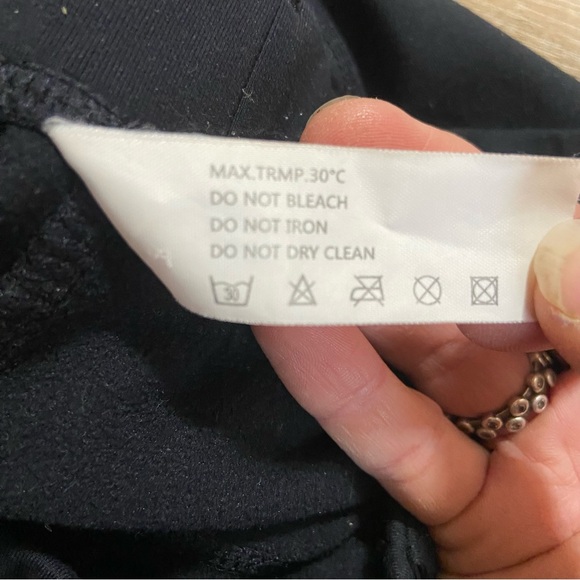 MAX.TRMP.30°C
DO NOT BLEACH
DO NOT IRON
DO NOT DRY CLEAN
30